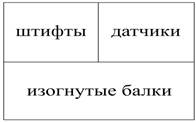 штифты датчики
изогнутые балки